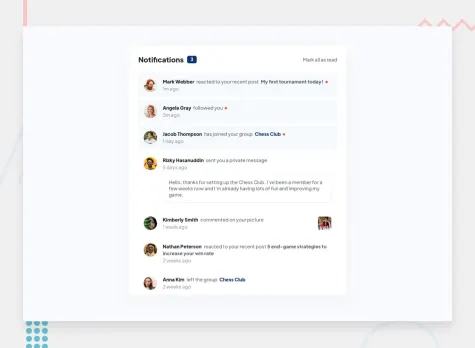 Notifications 3
Mark all as read
Mark Webber reacted to your recent post My first tournament today!
1m ago
Angela Gray followed you
5m ago
Jacob Thompson has joined your group Chess Club
1 day ago
Rizky Hasanuddin sent you a private message
5 days ago
Hello, thanks for setting up the Chess Club. I've been a member for a
few weeks now and I'm already having lots of fun and improving my
game.
Kimberly Smith commented on your picture
1 week ago
Nathan Peterson reacted to your recent post 5 end-game strategies to
increase your win rate
2 weeks ago
Anna Kim left the group Chess Club
2 weeks ago